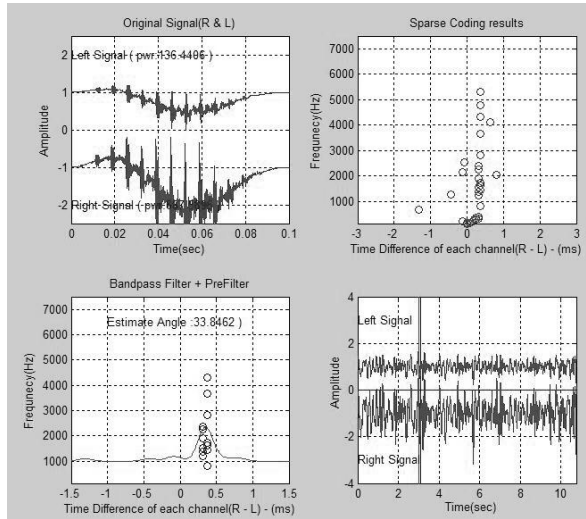 Original Signal(R & L)
Left Signal ( pwr:136.4496 )
Right Signal ( pwr:
Amplitude
2
1
0
-1
-2
0 0.02 0.04 0.06 0.08 0.1
Time(sec)
Sparse Coding results
Frequnecy(Hz)
7000
6000
5000
4000
3000
2000
1000
-3 -2 -1 0 1 2 3
Time Difference of each channel(R - L) - (ms)
Bandpass Filter + PreFilter
Estimate Angle :33.8462 )
Frequnecy(Hz)
7000
6000
5000
4000
3000
2000
1000
-1.5 -1 -0.5 0 0.5 1 1.5
Time Difference of each channel(R - L) - (ms)
Left Signal
Right Signal
Amplitude
4
2
0
-2
-4
0 2 4 6 8 10
Time(sec)